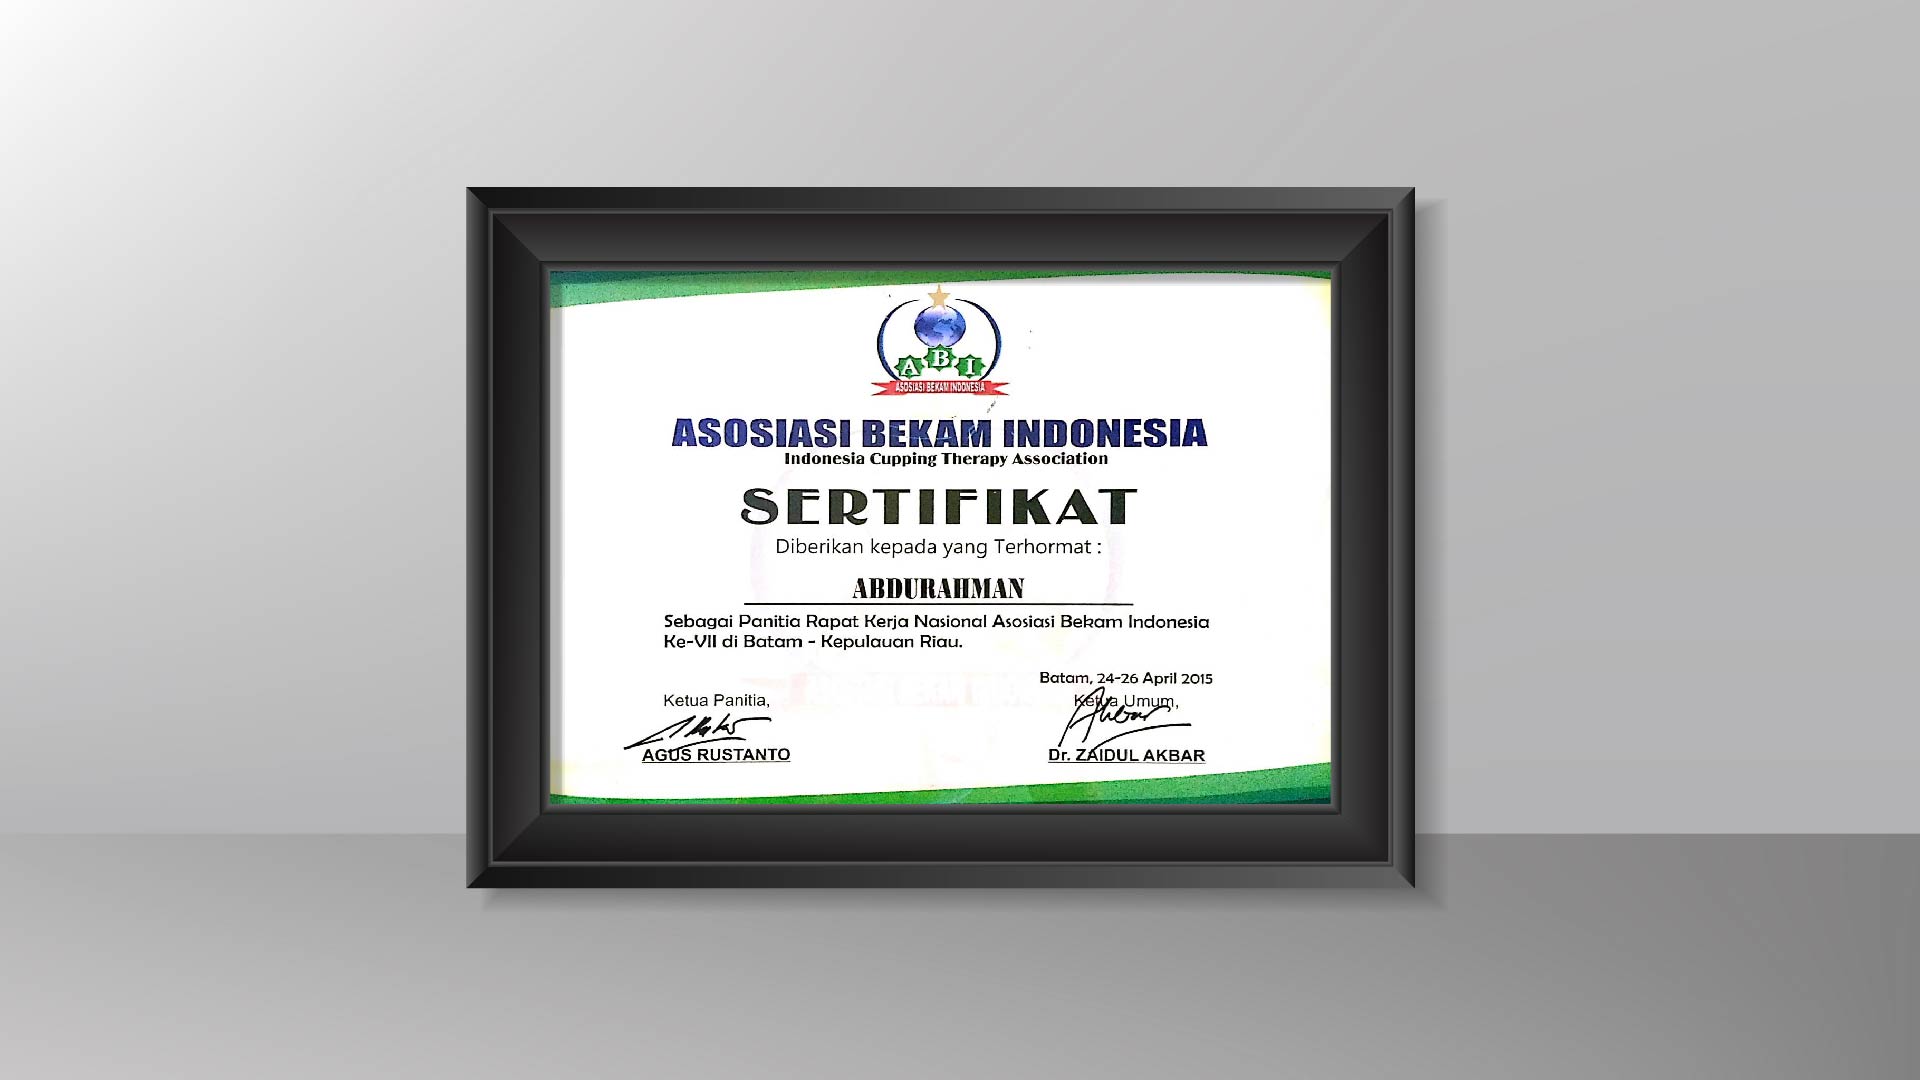 A B I
ASOSIASI BEKAM INDONESIA
ASOSIASI BEKAM INDONESIA
Indonesia Cupping Therapy Association
SERTIFIKAT
Diberikan kepada yang Terhormat :
ABDURAHMAN
Sebagai Panitia Rapat Kerja Nasional Asosiasi Bekam Indonesia
Ke-VII di Batam - Kepulauan Riau.
Batam, 24-26 April 2015
Ketua Panitia,
Ketua Umum,
AGUS RUSTANTO
Dr. ZAIDUL AKBAR